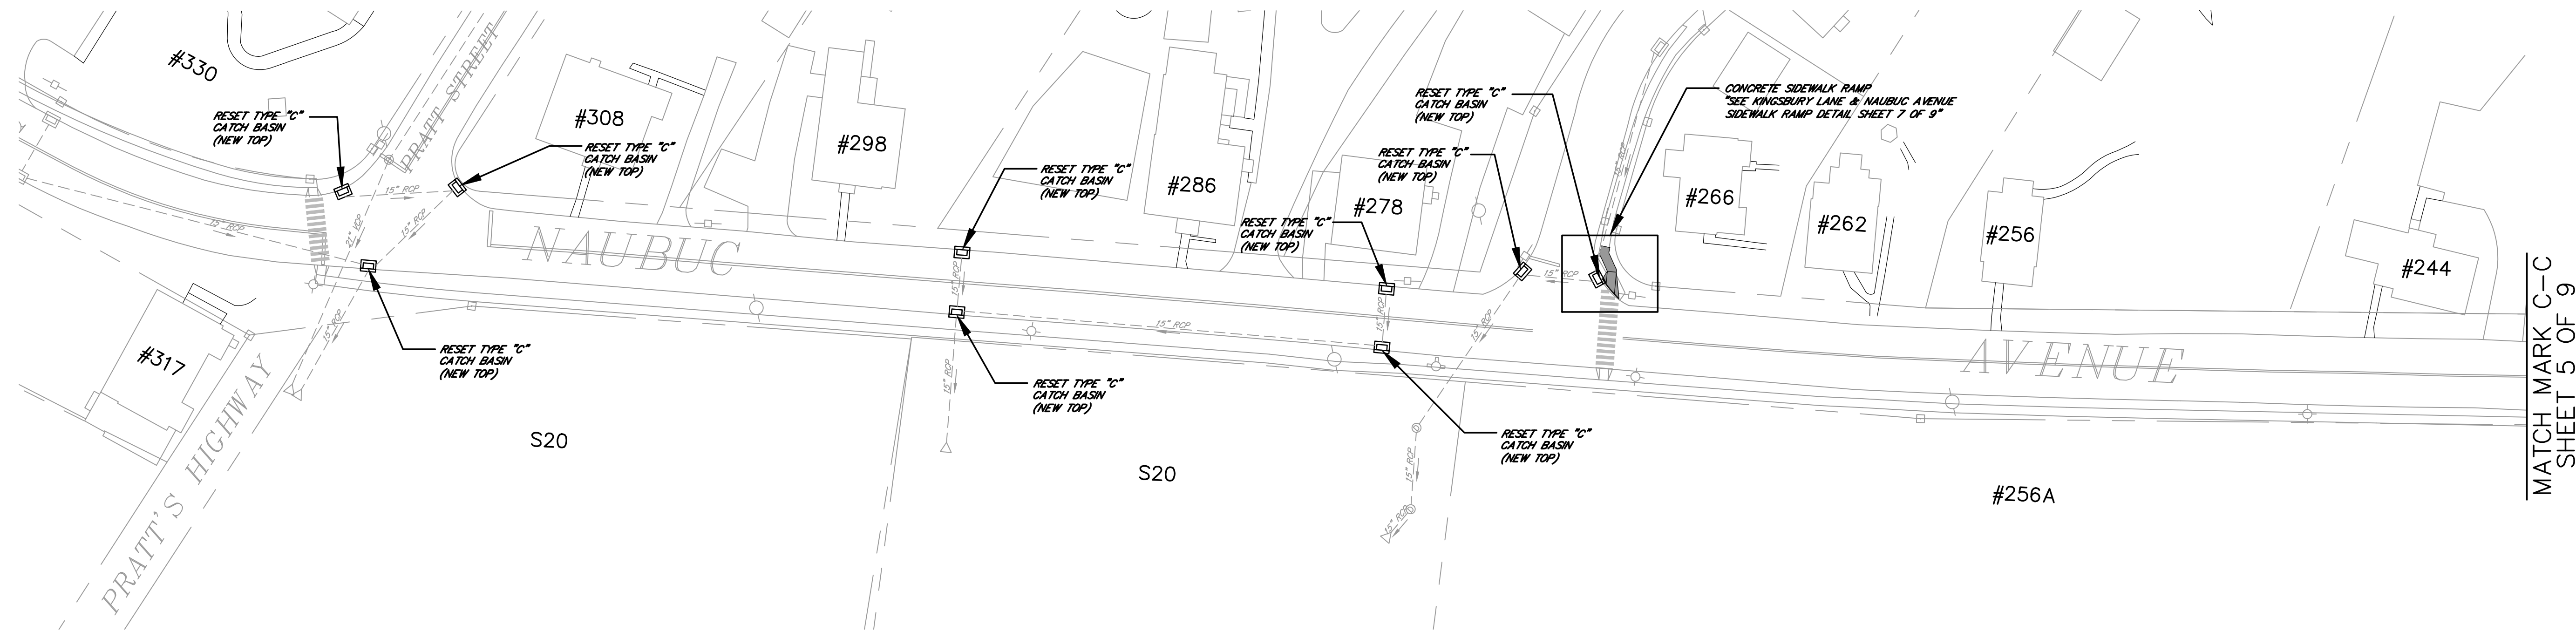 #330
PRATT STREET
RESET TYPE "C"
CATCH BASIN
(NEW TOP)
#308
RESET TYPE "C"
CATCH BASIN
(NEW TOP)
#298
RESET TYPE "C"
CATCH BASIN
(NEW TOP)
#286
RESET TYPE "C"
CATCH BASIN
(NEW TOP)
RESET TYPE "C"
CATCH BASIN
(NEW TOP)
RESET TYPE "C"
CATCH BASIN
(NEW TOP)
#278
CONCRETE SIDEWALK RAMP
"SEE KINGSBURY LANE & NAUBUC AVENUE
SIDEWALK RAMP DETAIL SHEET 7 OF 9"
15" RCP
#266
#262
#256
#244
15" RCP
15" RCP
21" VCP
15" RCP
NAUBUC
15" RCP
15" RCP
15" RCP
15" RCP
15" RCP
AVENUE
15" RCP
#317
RESET TYPE "C"
CATCH BASIN
(NEW TOP)
15" RCP
RESET TYPE "C"
CATCH BASIN
(NEW TOP)
RESET TYPE "C"
CATCH BASIN
(NEW TOP)
15" RCP
15" RCP
PRATT'S HIGHWAY
S20
S20
#256A
MATCH MARK C-C
SHEET 5 OF 9